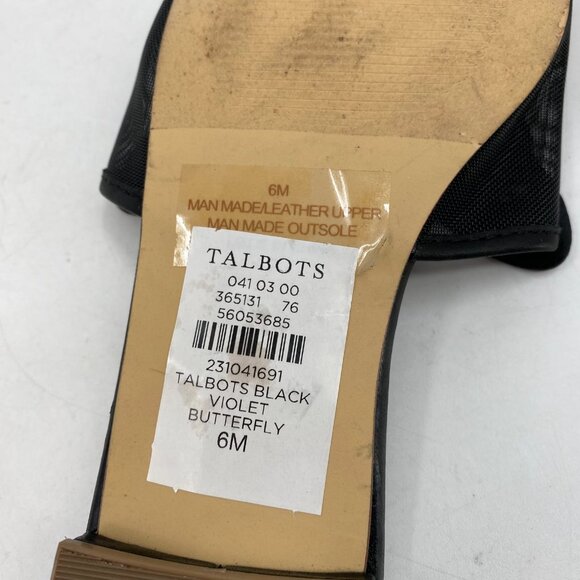 6M
MAN MADE/LEATHER UPPER
MAN MADE OUTSOLE
TALBOTS
041 03 00
365131 76
56053685
231041691
TALBOTS BLACK
VIOLET
BUTTERFLY
6M